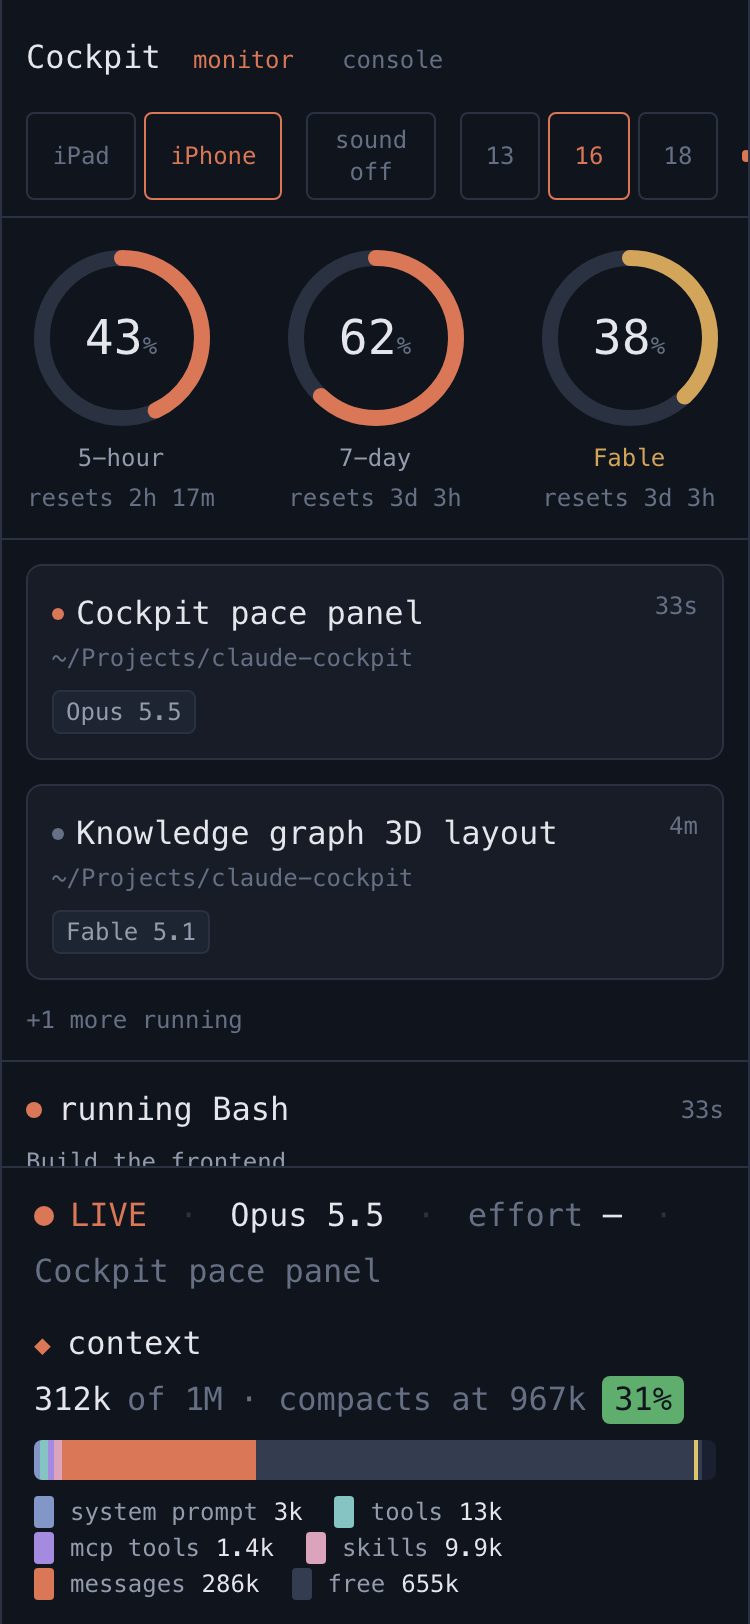 Cockpit monitor console
iPad iPhone sound off 13 16 18
43% 62% 38%
5-hour 7-day Fable
resets 2h 17m resets 3d 3h resets 3d 3h
Cockpit pace panel 33s
~/Projects/claude-cockpit
Opus 5.5
Knowledge graph 3D layout 4m
~/Projects/claude-cockpit
Fable 5.1
+1 more running
running Bash 33s
Build the frontend
LIVE · Opus 5.5 · effort — ·
Cockpit pace panel
context
312k of 1M · compacts at 967k 31%
system prompt 3k tools 13k
mcp tools 1.4k skills 9.9k
messages 286k free 655k